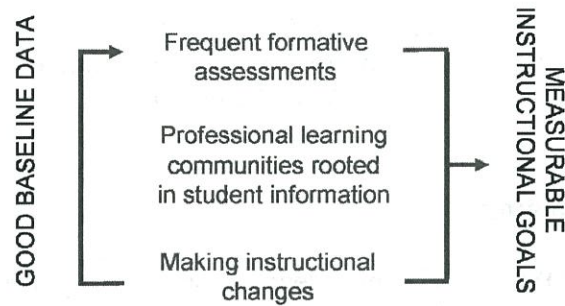 GOOD BASELINE DATA
Frequent formative
assessments
Professional learning
communities rooted
in student information
Making instructional
changes
MEASURABLE
INSTRUCTIONAL GOALS